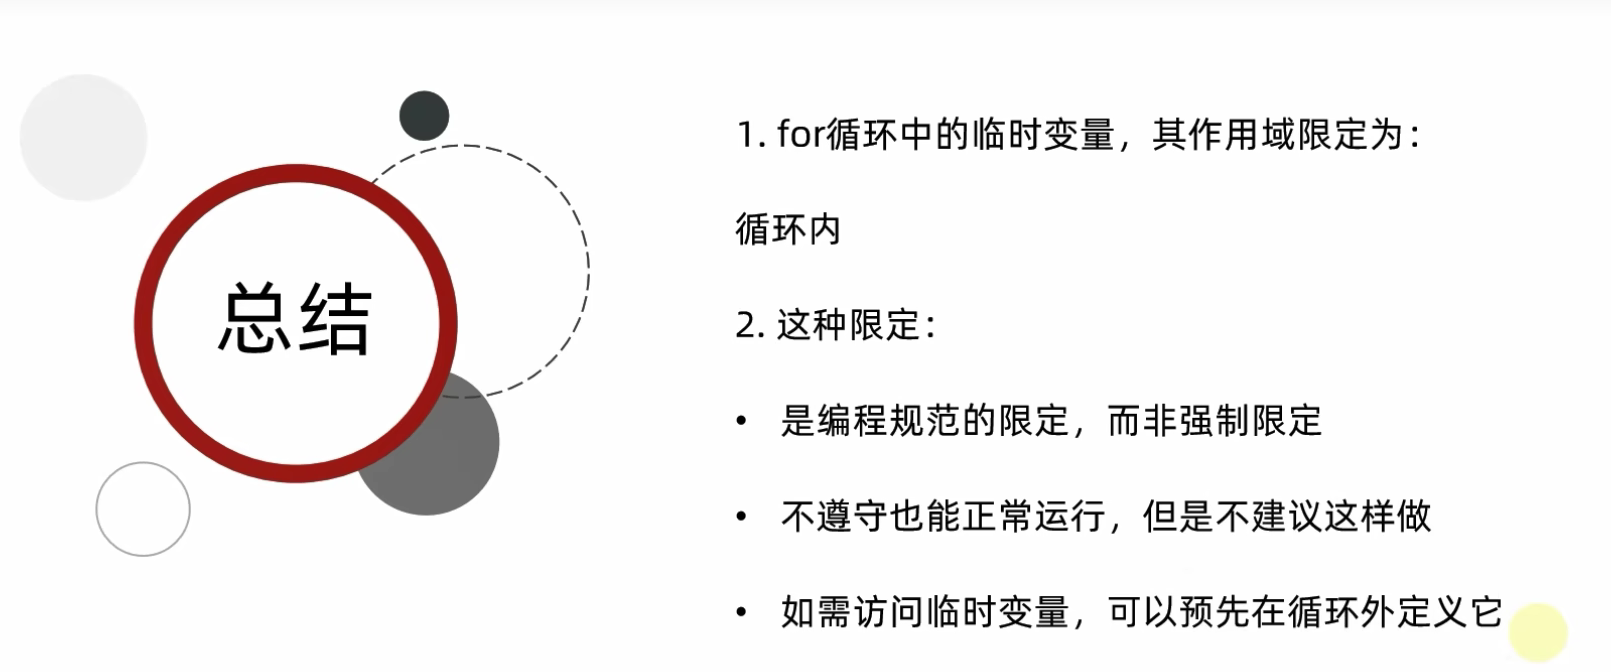 总结
1. for循环中的临时变量，其作用域限定为：
循环内
2. 这种限定：
• 是编程规范的限定，而非强制限定
• 不遵守也能正常运行，但是不建议这样做
• 如需访问临时变量，可以预先在循环外定义它